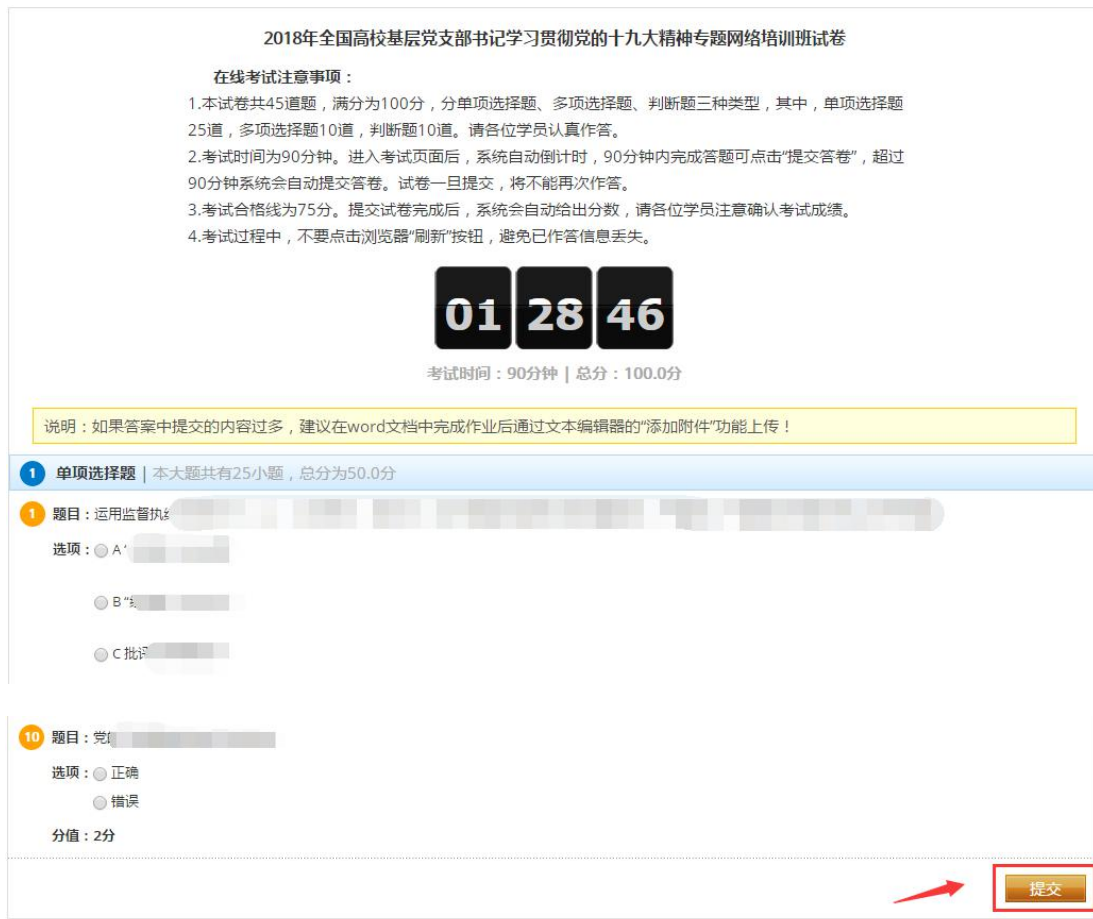 2018年全国高校基层党支部书记学习贯彻党的十九大精神专题网络培训班试卷
在线考试注意事项：
1.本试卷共45道题，满分为100分，分单项选择题、多项选择题、判断题三种类型，其中，单项选择题
25道，多项选择题10道，判断题10道。请各位学员认真作答。
2.考试时间为90分钟。进入考试页面后，系统自动倒计时，90分钟内完成答题可点击“提交答卷”，超过
90分钟系统会自动提交答卷。试卷一旦提交，将不能再次作答。
3.考试合格线为75分。提交试卷完成后，系统会自动给出分数，请各位学员注意确认考试成绩。
4.考试过程中，不要点击浏览器“刷新”按钮，避免已作答信息丢失。
01 28 46
考试时间：90分钟 | 总分：100.0分
说明：如果答案中提交的内容过多，建议在word文档中完成作业后通过文本编辑器的“添加附件”功能上传！
1 单项选择题 | 本大题共有25小题，总分为50.0分
1 题目：运用监督执
选项： A “
B “
C 批评
10 题目：党
选项： 正确
错误
分值：2分
提交